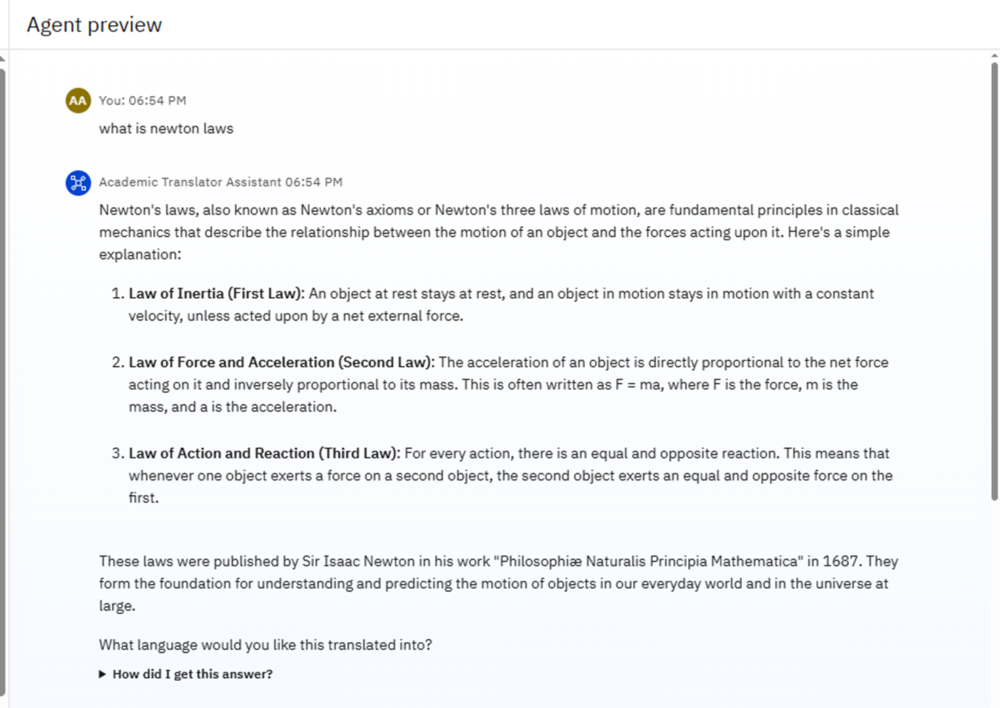 Agent preview
AA
You: 06:54 PM
what is newton laws
Academic Translator Assistant 06:54 PM
Newton's laws, also known as Newton's axioms or Newton's three laws of motion, are fundamental principles in classical
mechanics that describe the relationship between the motion of an object and the forces acting upon it. Here's a simple
explanation:
1. Law of Inertia (First Law): An object at rest stays at rest, and an object in motion stays in motion with a constant
velocity, unless acted upon by a net external force.
2. Law of Force and Acceleration (Second Law): The acceleration of an object is directly proportional to the net force
acting on it and inversely proportional to its mass. This is often written as F = ma, where F is the force, m is the
mass, and a is the acceleration.
3. Law of Action and Reaction (Third Law): For every action, there is an equal and opposite reaction. This means that
whenever one object exerts a force on a second object, the second object exerts an equal and opposite force on the
first.
These laws were published by Sir Isaac Newton in his work "Philosophiæ Naturalis Principia Mathematica" in 1687. They
form the foundation for understanding and predicting the motion of objects in our everyday world and in the universe at
large.
What language would you like this translated into?
How did I get this answer?